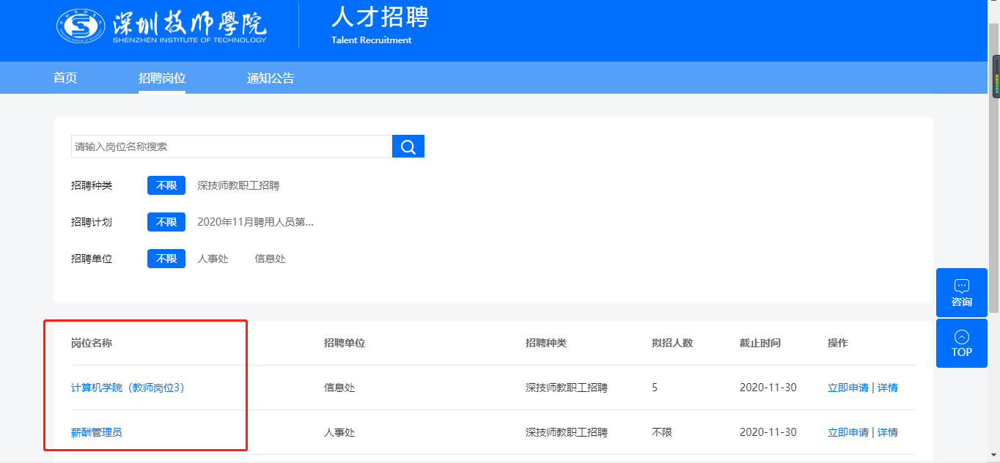 深圳技师學院
SHENZHEN INSTITUTE OF TECHNOLOGY
人才招聘
Talent Recruitment
首页 招聘岗位 通知公告
请输入岗位名称搜索
招聘种类 不限 深技师教职工招聘
招聘计划 不限 2020年11月聘用人员第...
招聘单位 不限 人事处 信息处
咨询
TOP
岗位名称 招聘单位 招聘种类 拟招人数 截止时间 操作
计算机学院（教师岗位3） 信息处 深技师教职工招聘 5 2020-11-30 立即申请 | 详情
薪酬管理员 人事处 深技师教职工招聘 不限 2020-11-30 立即申请 | 详情